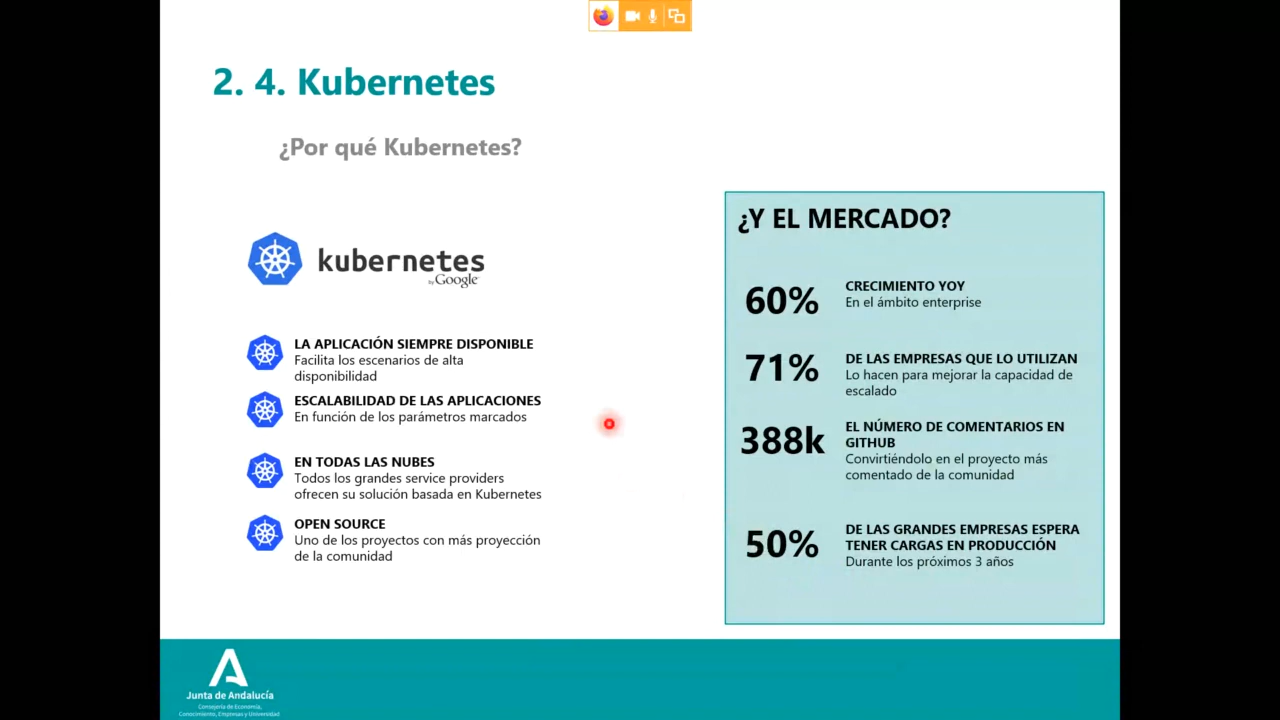 2. 4. Kubernetes
¿Por qué Kubernetes?
kubernetes
by Google
LA APLICACIÓN SIEMPRE DISPONIBLE
Facilita los escenarios de alta
disponibilidad
ESCALABILIDAD DE LAS APLICACIONES
En función de los parámetros marcados
EN TODAS LAS NUBES
Todos los grandes service providers
ofrecen su solución basada en Kubernetes
OPEN SOURCE
Uno de los proyectos con más proyección
de la comunidad
¿Y EL MERCADO?
60%
CRECIMIENTO YOY
En el ámbito enterprise
71%
DE LAS EMPRESAS QUE LO UTILIZAN
Lo hacen para mejorar la capacidad de
escalado
388k
EL NÚMERO DE COMENTARIOS EN
GITHUB
Convirtiéndolo en el proyecto más
comentado de la comunidad
50%
DE LAS GRANDES EMPRESAS ESPERA
TENER CARGAS EN PRODUCCIÓN
Durante los próximos 3 años
Junta de Andalucía
Consejería de Economía,
Conocimiento, Empresas y Universidad